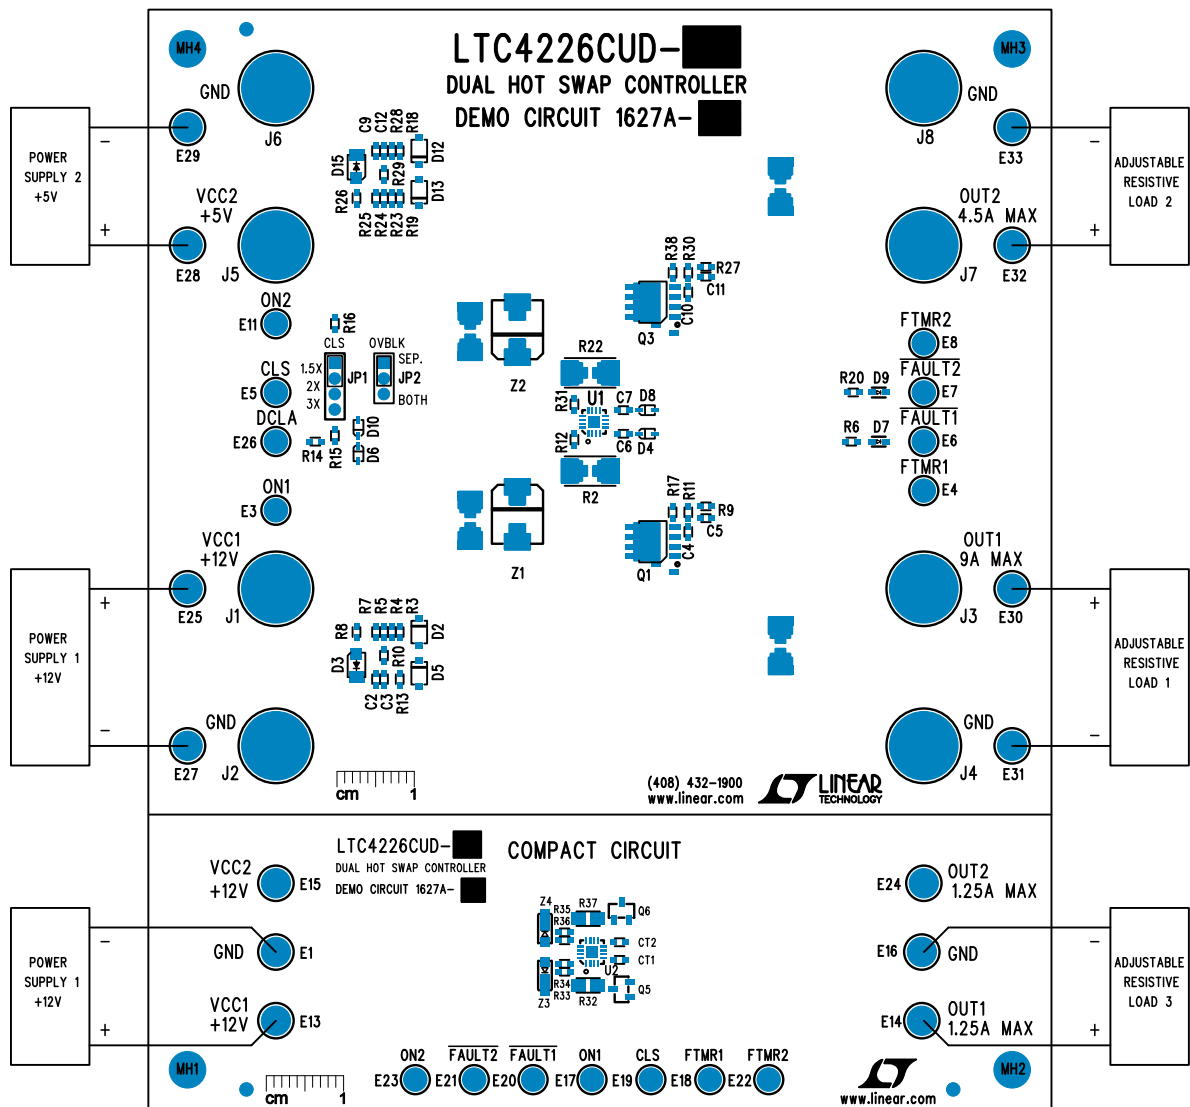 LTC4226CUD-
DUAL HOT SWAP CONTROLLER
DEMO CIRCUIT 1627A-
MH4
MH3
GND
J6
J8
GND
E29
E33
POWER
SUPPLY 2
+5V
-
+
ADJUSTABLE
RESISTIVE
LOAD 2
-
+
C9
C12
R28
R18
D15
D12
R29
R26
D13
R25
R24
R23
R19
VCC2
+5V
E28
J5
OUT2
4.5A MAX
J7
E32
R38
R30
R27
C11
C10
Q3
ON2
E11
R16
CLS
OVBLK
SEP.
1.5X
JP1
2X
3X
JP2
BOTH
CLS
E5
DCLA
E26
R14
R15
D10
D6
Z2
R22
U1
R31
R12
C7
D8
C6
D4
R2
FTMR2
E8
FAULT2
R20
D9
E7
FAULT1
R6
D7
E6
FTMR1
E4
ON1
E3
Z1
R17
R11
R9
C5
C4
Q1
VCC1
+12V
E25
J1
OUT1
9A MAX
J3
E30
POWER
SUPPLY 1
+12V
+
-
ADJUSTABLE
RESISTIVE
LOAD 1
+
-
R7
R5
R4
R3
R8
D2
D3
R10
D5
C2
C3
R13
GND
E27
J2
GND
J4
E31
cm 1
(408) 432-1900
www.linear.com
LINEAR
TECHNOLOGY
LTC4226CUD-
DUAL HOT SWAP CONTROLLER
DEMO CIRCUIT 1627A-
COMPACT CIRCUIT
VCC2
+12V
E15
E24
OUT2
1.25A MAX
POWER
SUPPLY 1
+12V
-
+
GND
E1
E16
GND
ADJUSTABLE
RESISTIVE
LOAD 3
-
+
Z4
R35
R36
R37
Q6
CT2
CT1
U2
R34
R33
Z3
R32
Q5
VCC1
+12V
E13
E14
OUT1
1.25A MAX
ON2
E23
FAULT2
E21
FAULT1
E20
ON1
E17
CLS
E19
FTMR1
E18
FTMR2
E22
MH1
MH2
cm 1
www.linear.com